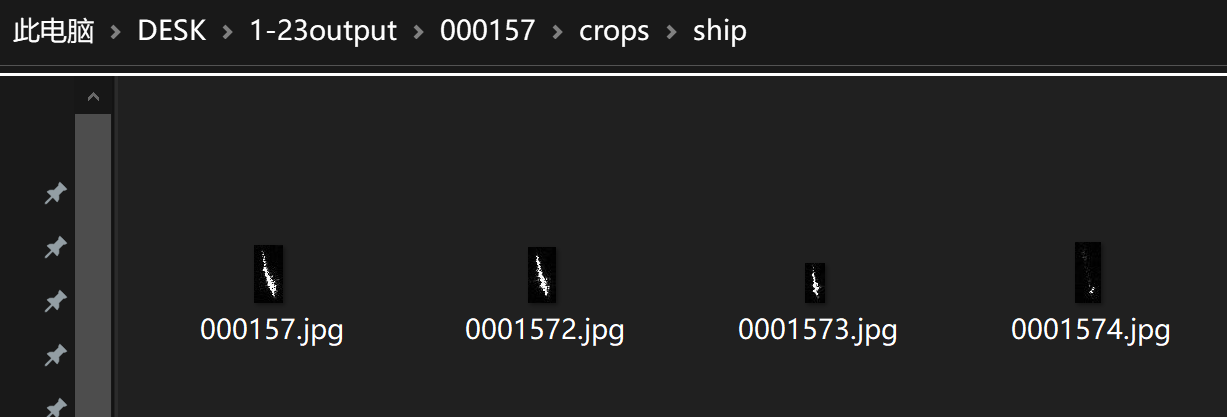 此电脑 > DESK > 1-23output > 000157 > crops > ship
000157.jpg 0001572.jpg 0001573.jpg 0001574.jpg